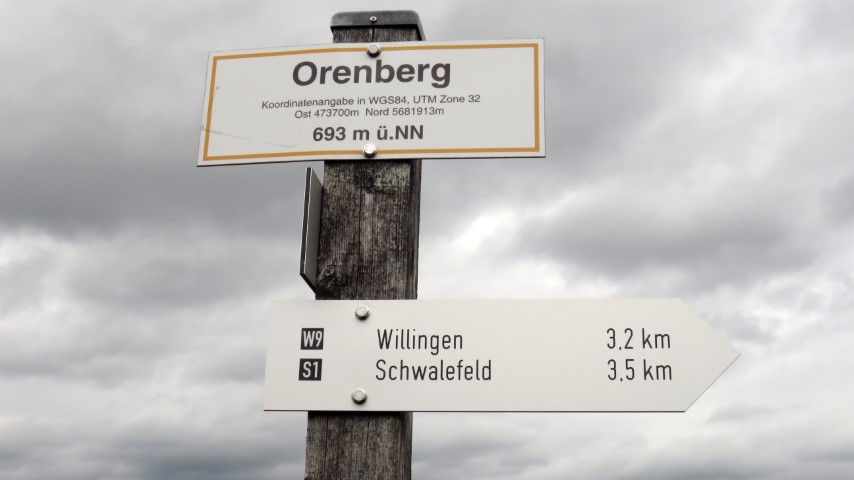 Orenberg
Koordinatenangabe in WGS84, UTM Zone 32
Ost 473700m Nord 5681913m
693 m ü.NN
W9 Willingen 3,2 km
S1 Schwalefeld 3,5 km